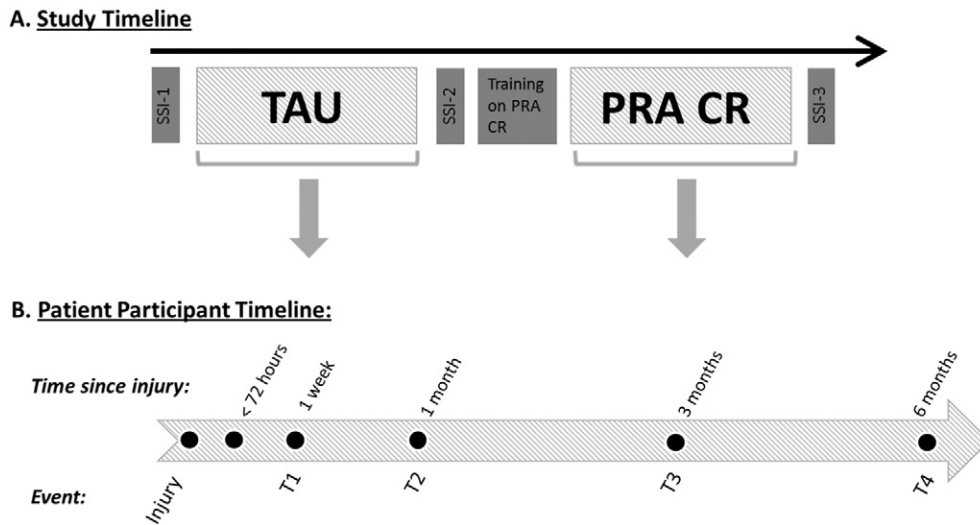 A. Study Timeline
SSI-1
TAU
SSI-2
Training
on PRA
CR
PRA CR
SSI-3
B. Patient Participant Timeline:
Time since injury:
< 72 hours
1 week
1 month
3 months
6 months
Event:
Injury
T1
T2
T3
T4